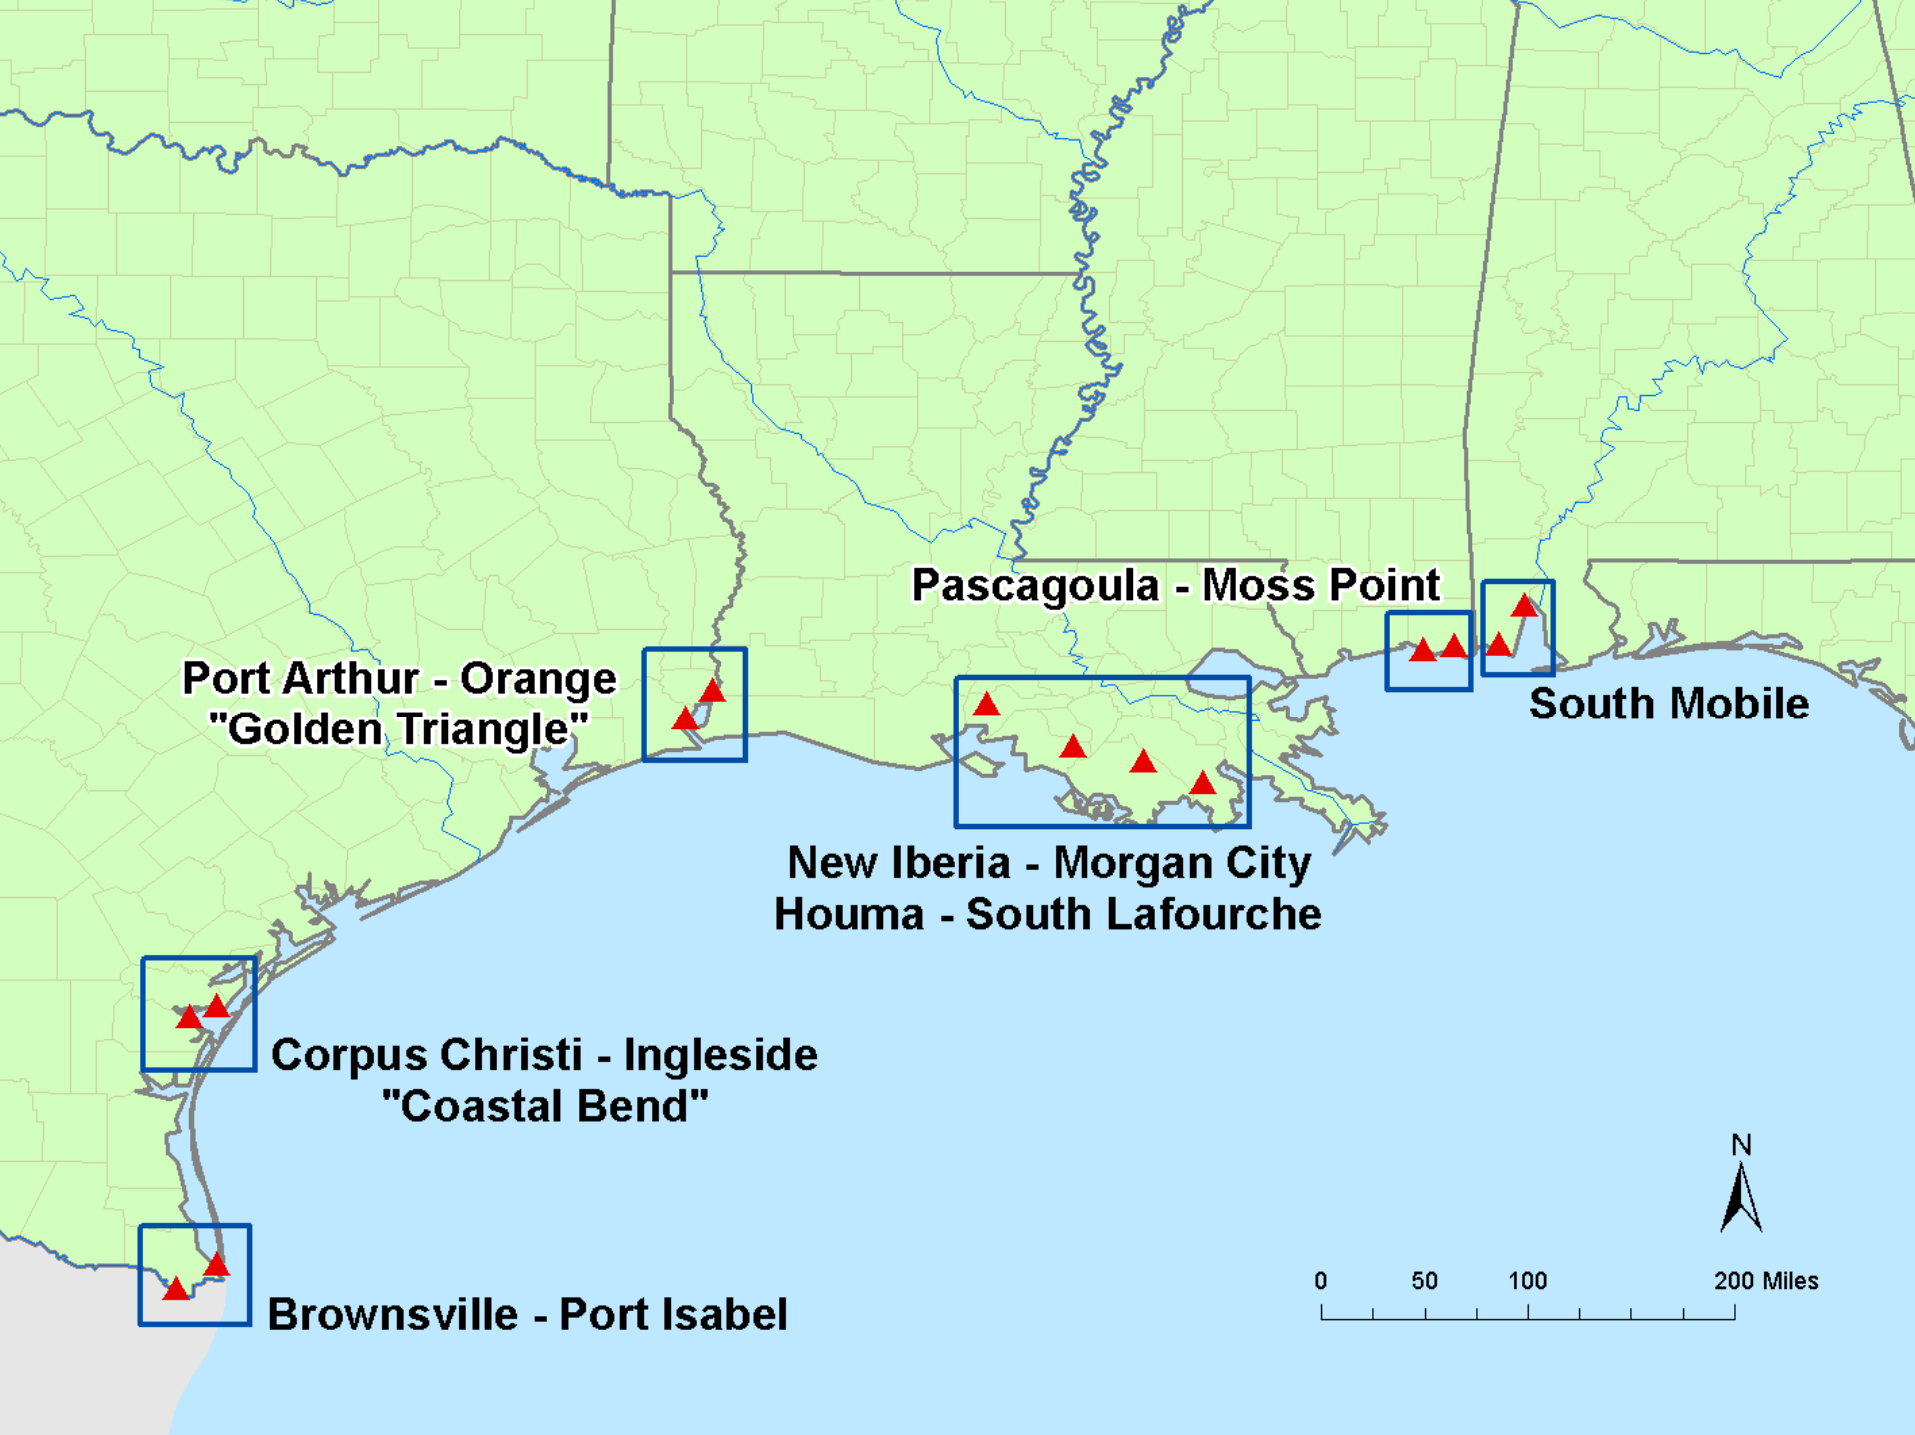 Pascagoula - Moss Point
Port Arthur - Orange
"Golden Triangle"
South Mobile
New Iberia - Morgan City
Houma - South Lafourche
Corpus Christi - Ingleside
"Coastal Bend"
N
0 50 100 200 Miles
Brownsville - Port Isabel